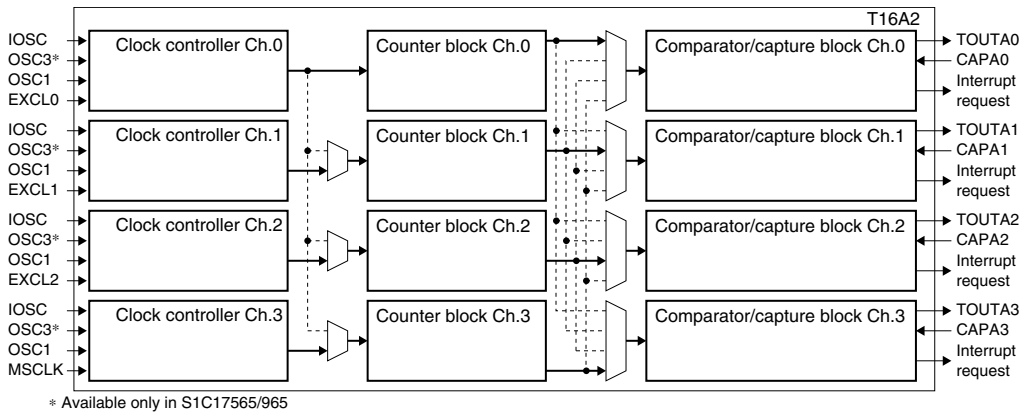 T16A2
IOSC
OSC3*
OSC1
EXCL0
Clock controller Ch.0
Counter block Ch.0
Comparator/capture block Ch.0
TOUTA0
CAPA0
Interrupt
request
IOSC
OSC3*
OSC1
EXCL1
Clock controller Ch.1
Counter block Ch.1
Comparator/capture block Ch.1
TOUTA1
CAPA1
Interrupt
request
IOSC
OSC3*
OSC1
EXCL2
Clock controller Ch.2
Counter block Ch.2
Comparator/capture block Ch.2
TOUTA2
CAPA2
Interrupt
request
IOSC
OSC3*
OSC1
MSCLK
Clock controller Ch.3
Counter block Ch.3
Comparator/capture block Ch.3
TOUTA3
CAPA3
Interrupt
request
* Available only in S1C17565/965